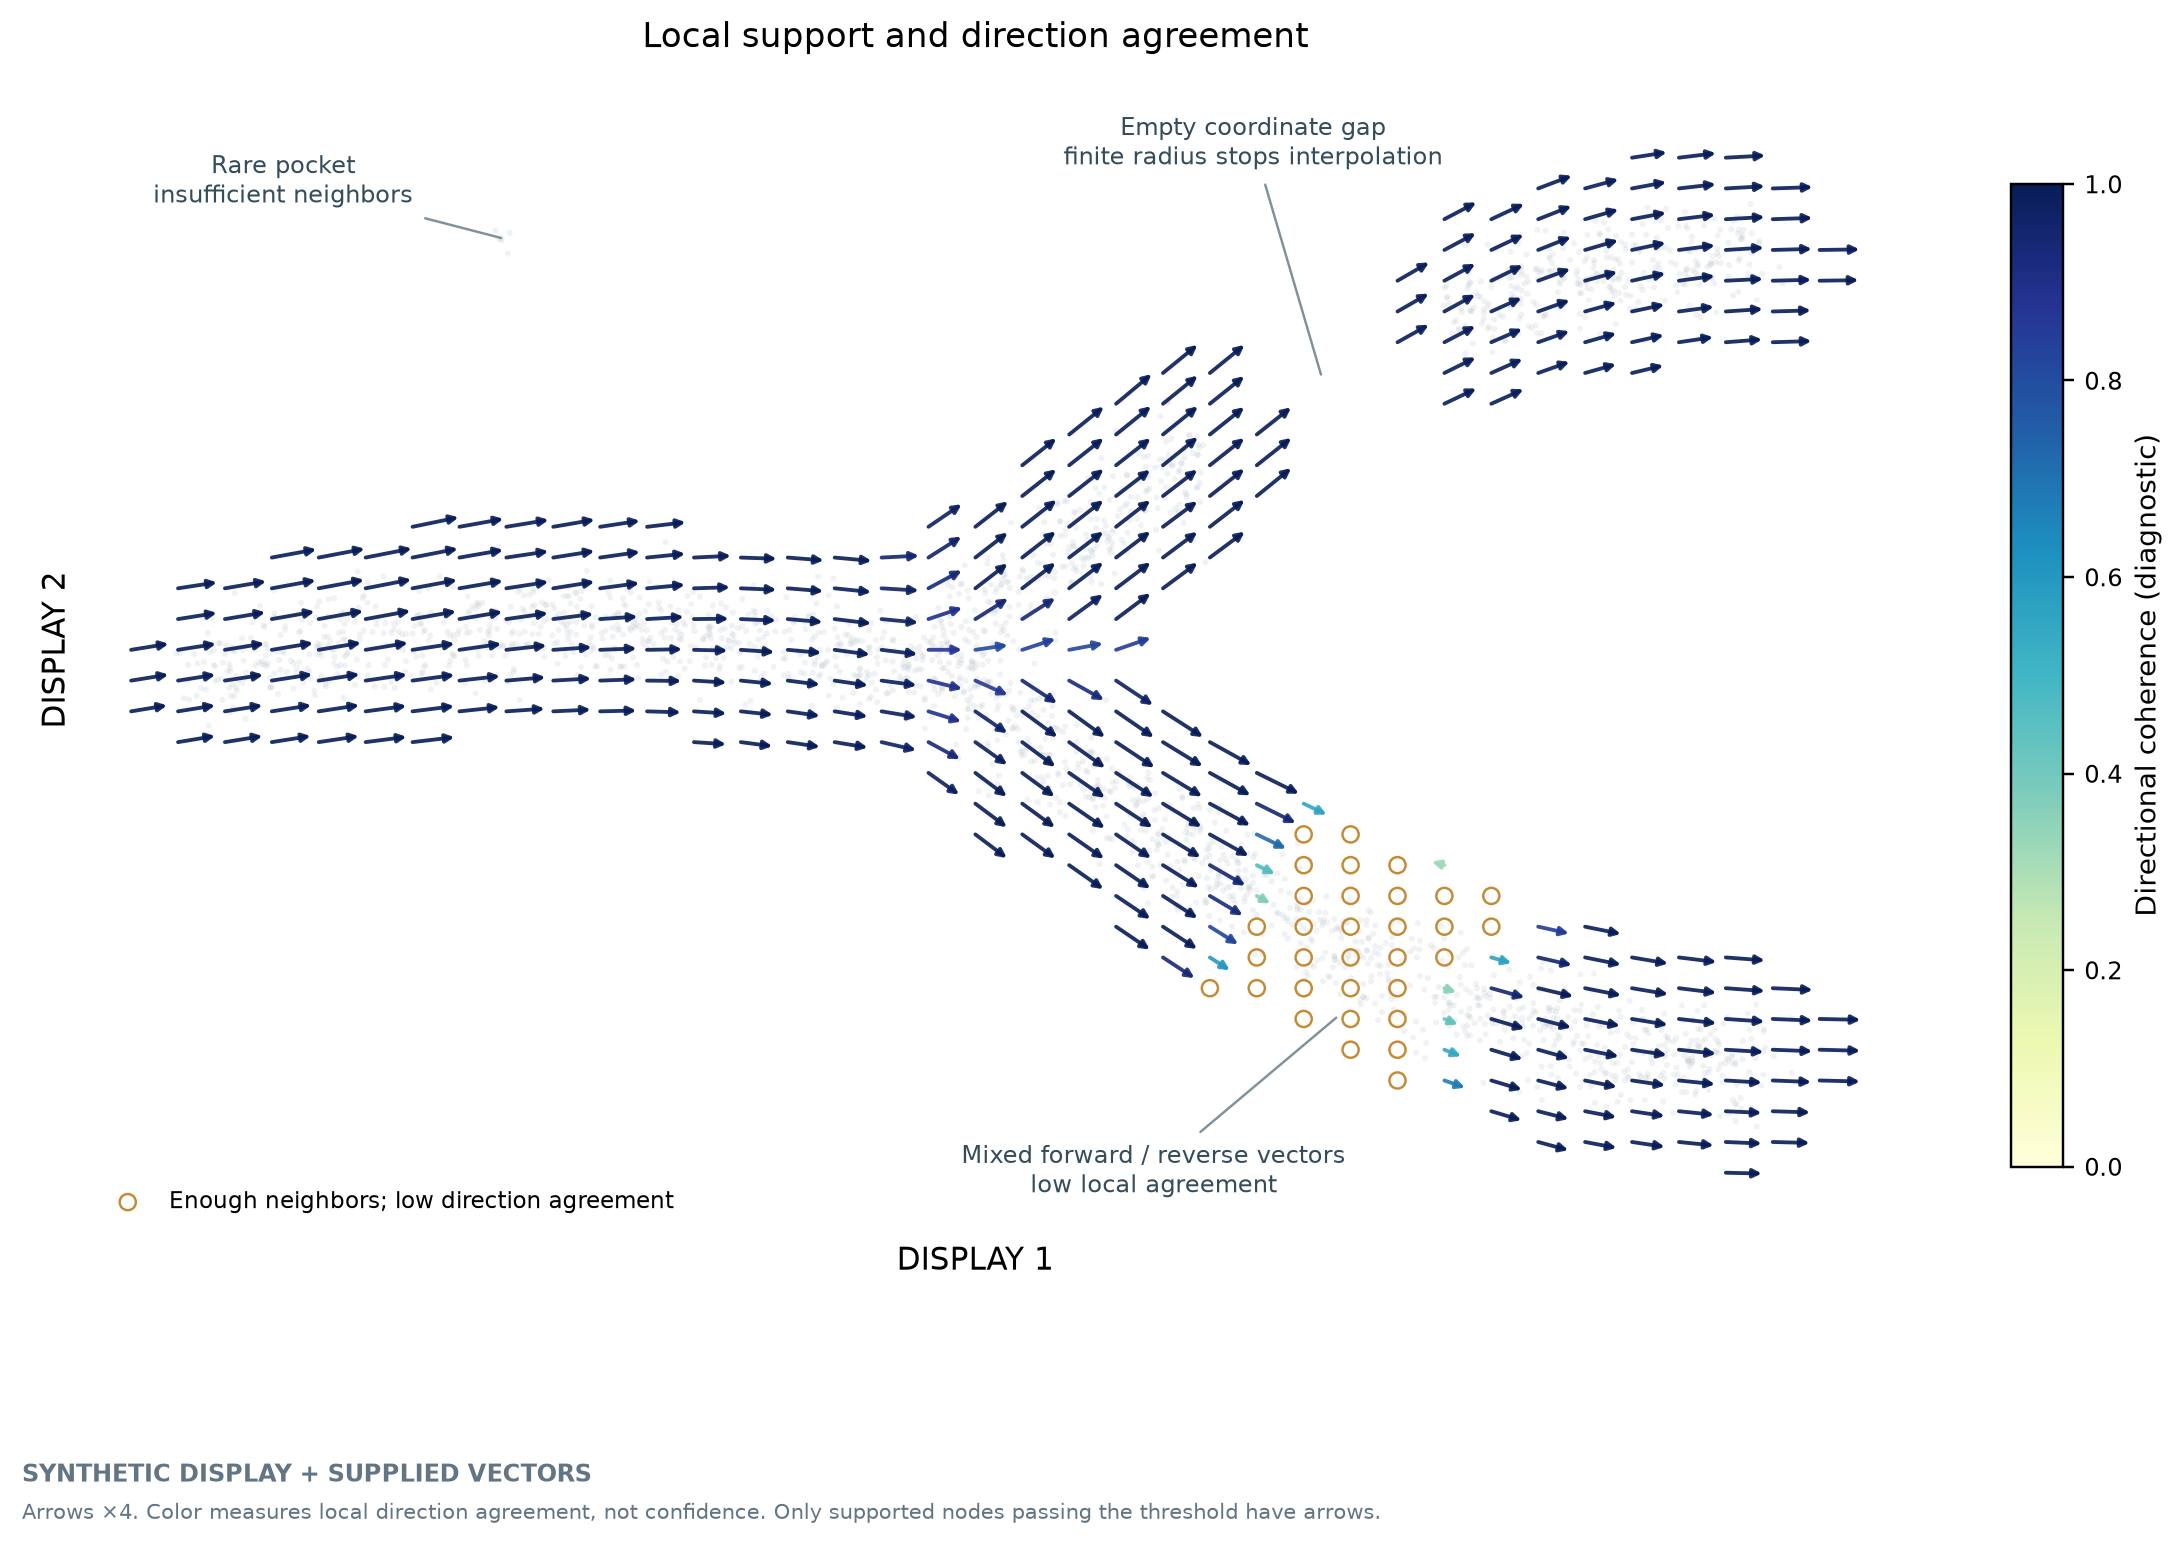 Local support and direction agreement
Empty coordinate gap
finite radius stops interpolation
Rare pocket
insufficient neighbors
1.0
0.8
0.6
0.4
0.2
0.0
Directional coherence (diagnostic)
DISPLAY 2
Mixed forward / reverse vectors
low local agreement
Enough neighbors; low direction agreement
DISPLAY 1
SYNTHETIC DISPLAY + SUPPLIED VECTORS
Arrows ×4. Color measures local direction agreement, not confidence. Only supported nodes passing the threshold have arrows.